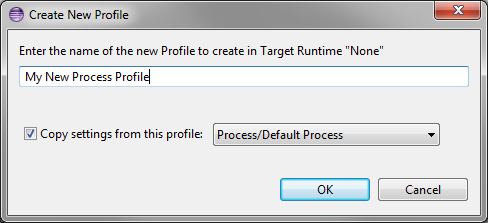 Create New Profile
Enter the name of the new Profile to create in Target Runtime "None"
My New Process Profile
Copy settings from this profile: Process/Default Process
OK Cancel